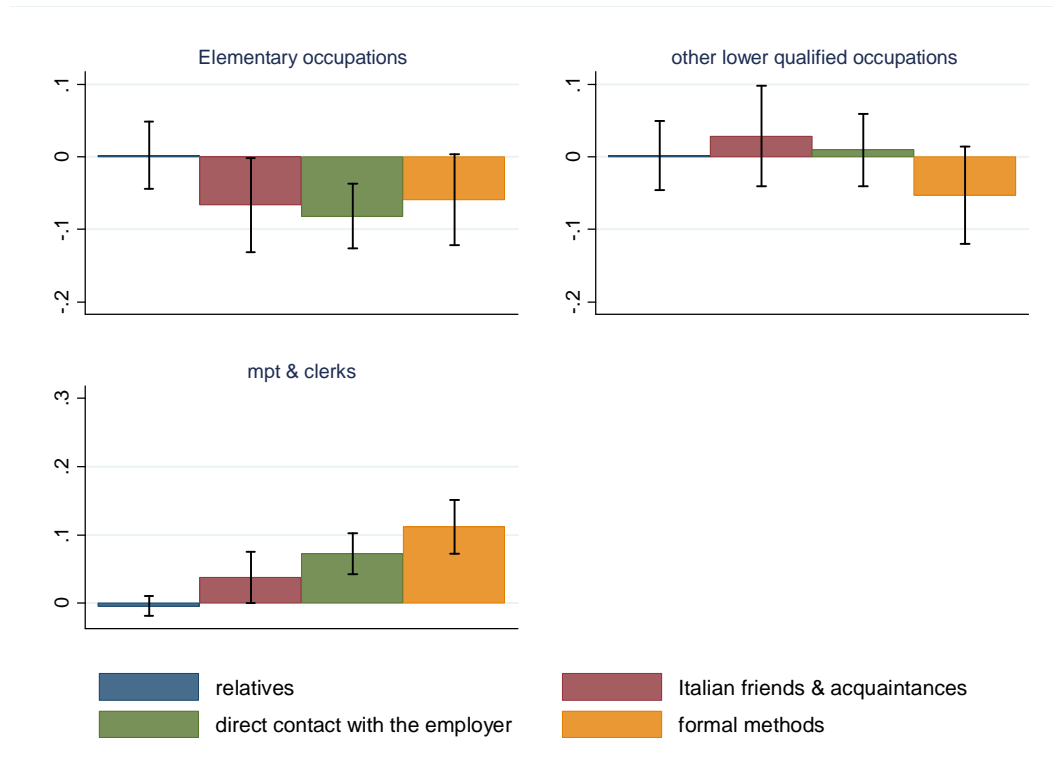 Elementary occupations
.1
0
-.1
-.2
other lower qualified occupations
.1
0
-.1
-.2
mpt & clerks
.3
.2
.1
0
relatives
Italian friends & acquaintances
direct contact with the employer
formal methods